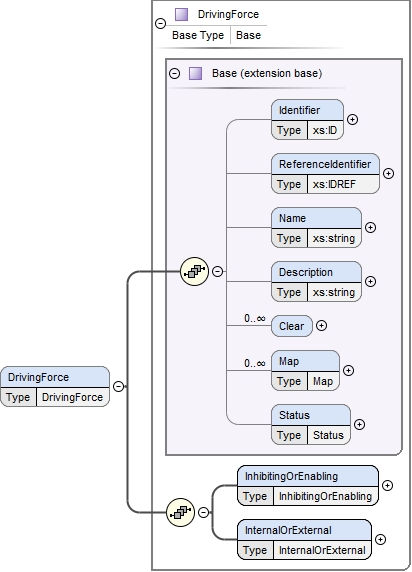 DrivingForce
Base Type Base
Base (extension base)
Identifier
Type xs:ID
ReferenceIdentifier
Type xs:IDREF
Name
Type xs:string
Description
Type xs:string
0..∞ Clear
0..∞ Map
Type Map
Status
Type Status
DrivingForce
Type DrivingForce
InhibitingOrEnabling
Type InhibitingOrEnabling
InternalOrExternal
Type InternalOrExternal